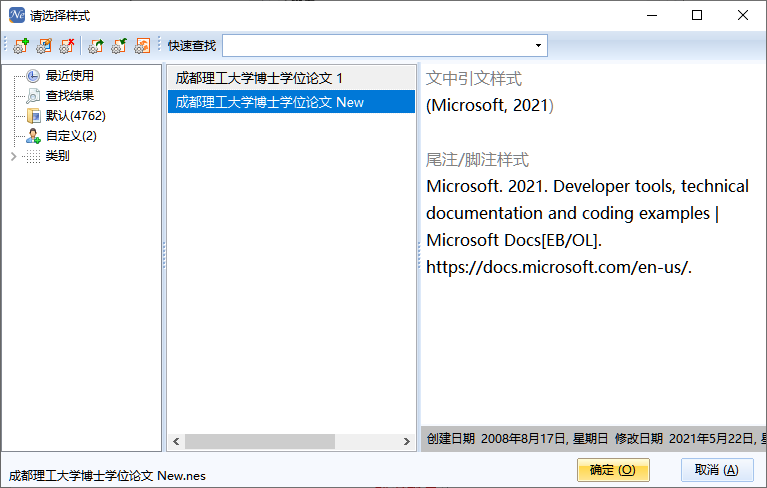 请选择样式
快速查找
最近使用
查找结果
默认(4762)
自定义(2)
类别
成都理工大学博士学位论文 1
成都理工大学博士学位论文 New
文中引文样式
(Microsoft, 2021)
尾注/脚注样式
Microsoft. 2021. Developer tools, technical
documentation and coding examples |
Microsoft Docs[EB/OL].
https://docs.microsoft.com/en-us/.
创建日期 2008年8月17日, 星期日 修改日期 2021年5月22日,
成都理工大学博士学位论文 New.nes
确定 (O)
取消 (A)